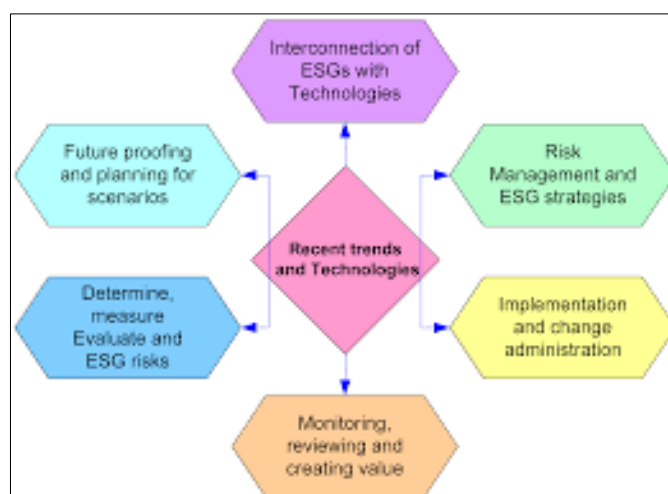 Interconnection of
ESGs with
Technologies
Future proofing
and planning for
scenarios
Risk
Management and
ESG strategies
Recent trends
and Technologies
Determine,
measure
Evaluate and
ESG risks
Implementation
and change
administration
Monitoring,
reviewing and
creating value